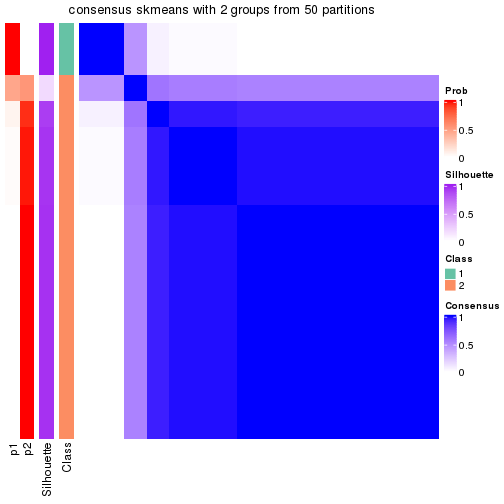 consensus skmeans with 2 groups from 50 partitions
Prob
1
0.5
0
Silhouette
1
0.5
0
Class
1
2
Consensus
1
0.5
0
p1
p2
Silhouette
Class